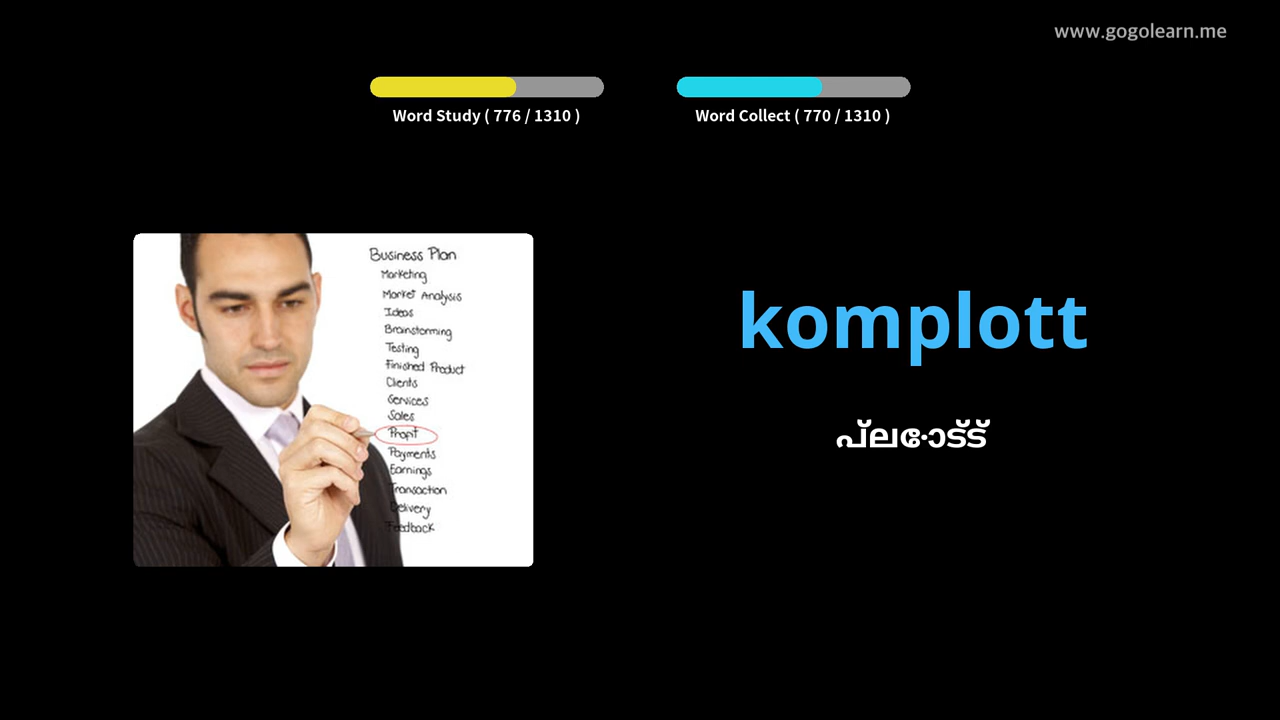 www.gogolearn.me
Word Study ( 776 / 1310 )
Word Collect ( 770 / 1310 )
Business Plan
Marketing
Market Analysis
Ideas
Brainstorming
Testing
Finished Product
Clients
Services
Sales
Profit
Payments
Earnings
Transaction
Delivery
Feedback
komplott
പ്ലോട്ട്